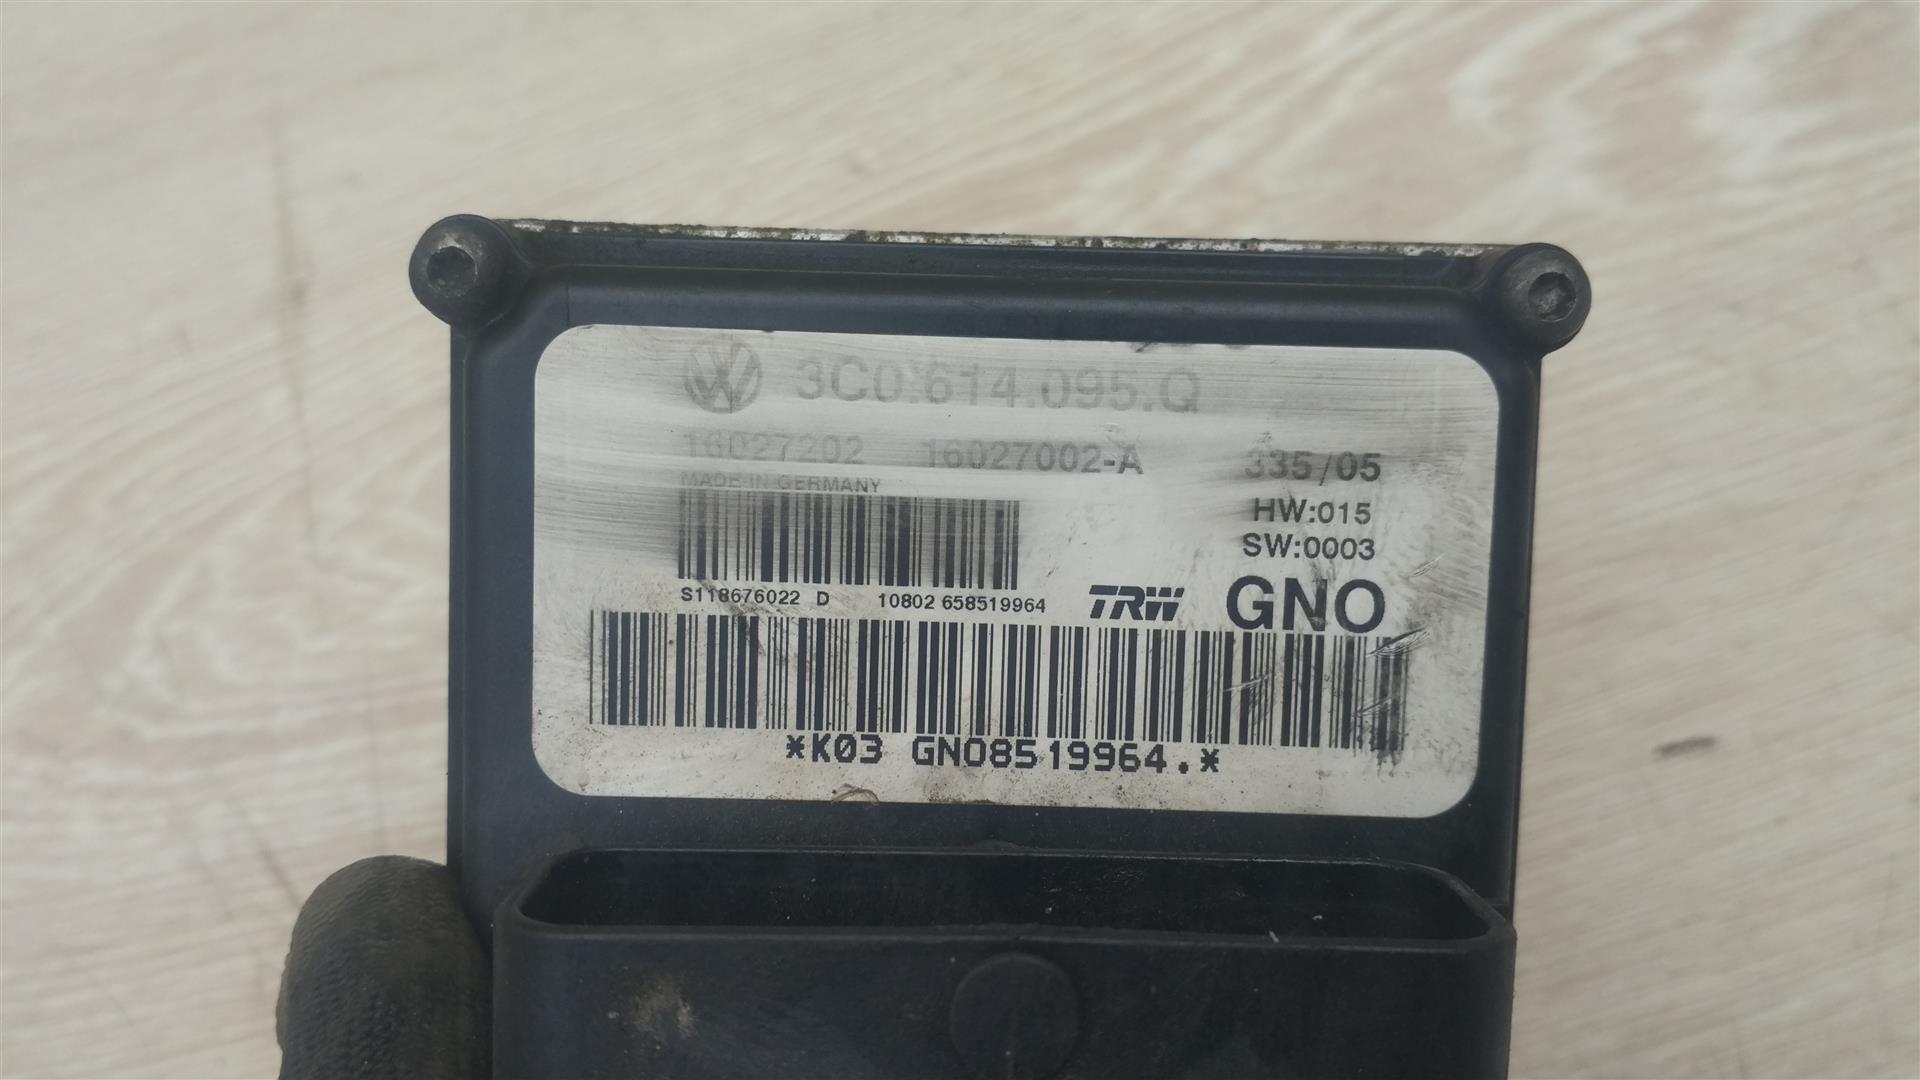 3C0.614.095.Q
16027202 16027002-A 335/05
MADE IN GERMANY
HW:015
SW:0003
S118676022 D 10802 658519964 TRW GNO
*K03 GNO8519964.*